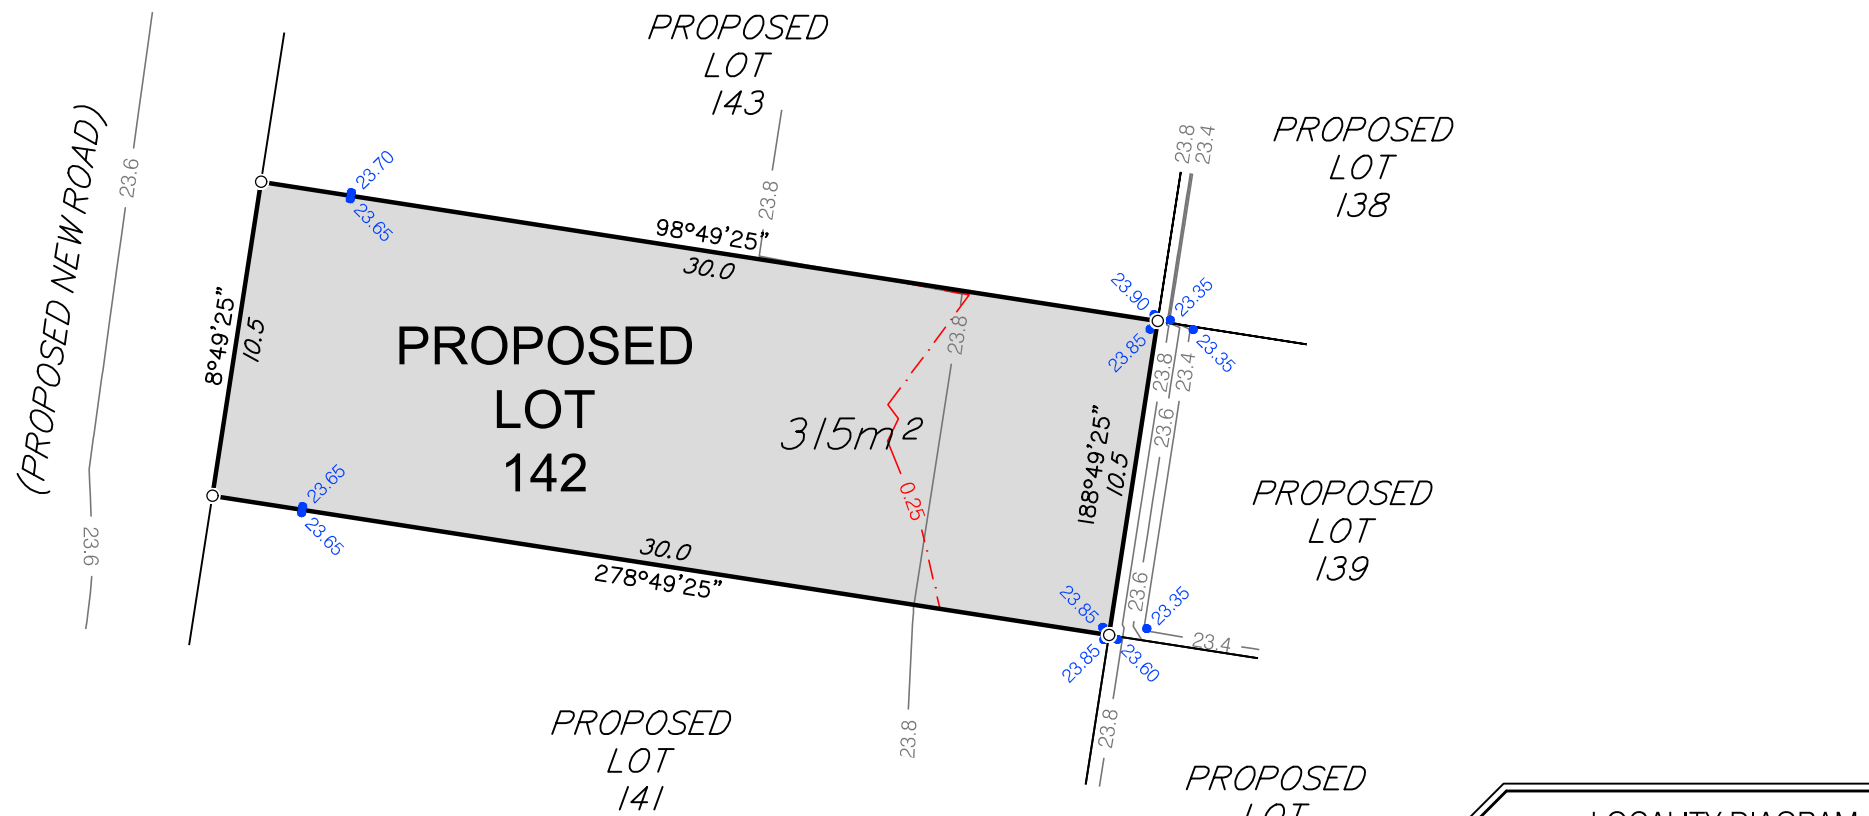 PROPOSED
LOT
143
PROPOSED
LOT
138
23.8
23.4
23.6
(PROPOSED NEW ROAD)
23.70
23.65
23.8
98°49'25"
30.0
23.90
23.35
23.85
23.35
8°49'25"
10.5
PROPOSED
LOT
142
315m²
23.8
0.25
23.8
23.4
23.6
188°49'25"
10.5
PROPOSED
LOT
139
23.65
23.65
23.6
30.0
278°49'25"
23.85
23.6
23.35
23.85
23.60
23.4
23.8
23.8
PROPOSED
LOT
141
PROPOSED
LOT
LOCALITY DIAGRAM